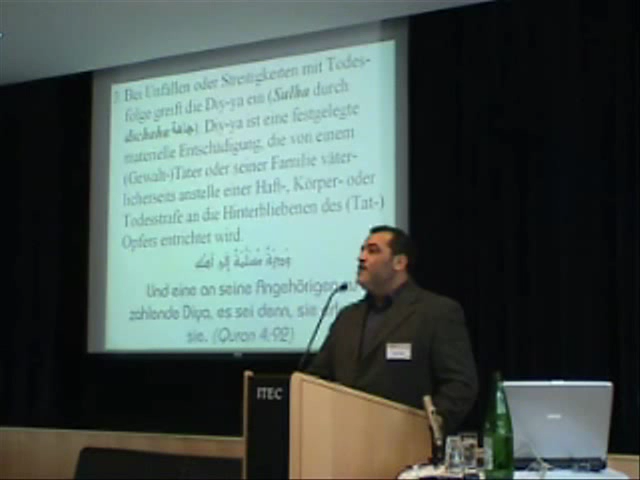 Bei Unfällen oder Streitigkeiten mit Todes-
folge greift die Diy-ya ein (Sulha durch
dschaha جاهة). Diy-ya ist eine festgelegte
materielle Entschädigung, die von einem
(Gewalt-)Täter oder seiner Familie väter-
licherseits anstelle einer Haft-, Körper- oder
Todesstrafe an die Hinterbliebenen des (Tat-)
Opfers entrichtet wird.
وَدِيَةٌ مُسَلَّمَةٌ إِلَى أَهْلِهِ
Und eine an seine Angehörigen
zahlende Diya, es sei denn, sie
sie. (Quran 4:92)
ITEC